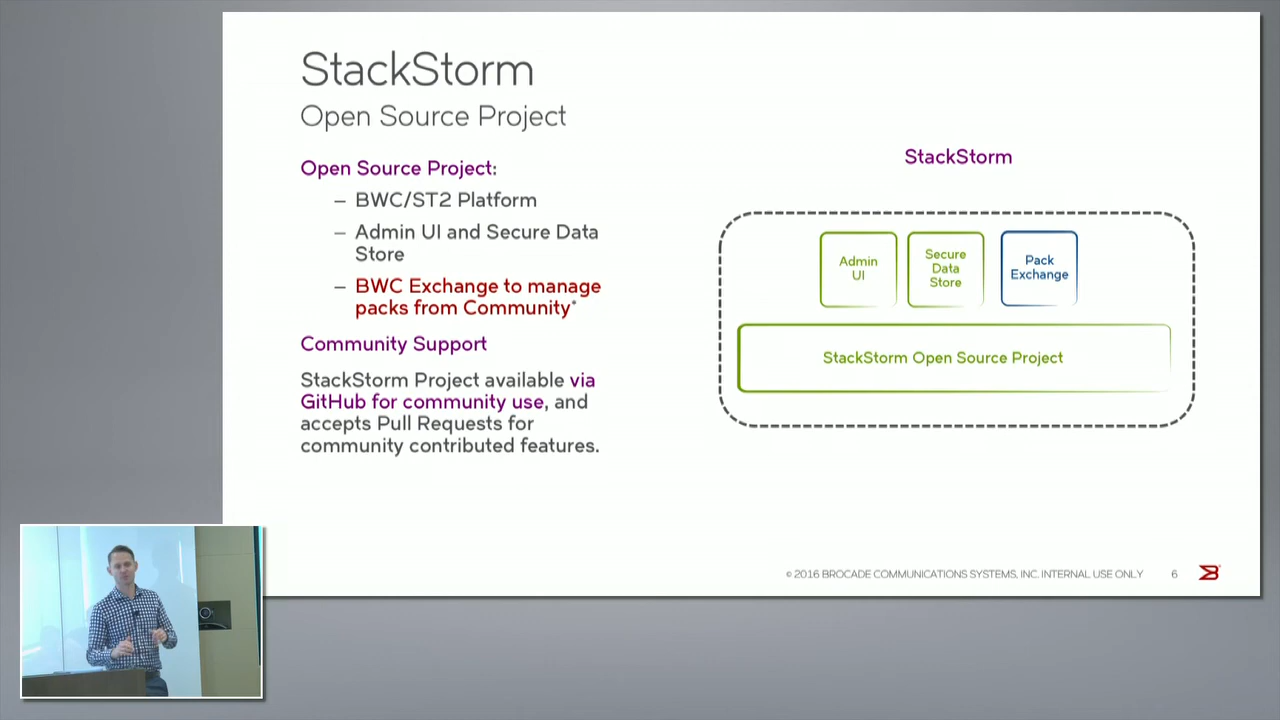 StackStorm
Open Source Project
Open Source Project:
– BWC/ST2 Platform
– Admin UI and Secure Data
Store
– BWC Exchange to manage
packs from Community*
Community Support
StackStorm Project available via
GitHub for community use, and
accepts Pull Requests for
community contributed features.
StackStorm
Admin
UI
Secure
Data
Store
Pack
Exchange
StackStorm Open Source Project
© 2016 BROCADE COMMUNICATIONS SYSTEMS, INC. INTERNAL USE ONLY 6